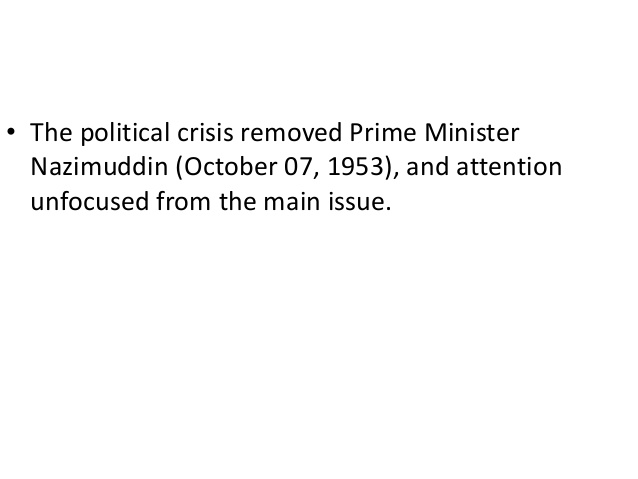 • The political crisis removed Prime Minister
Nazimuddin (October 07, 1953), and attention
unfocused from the main issue.